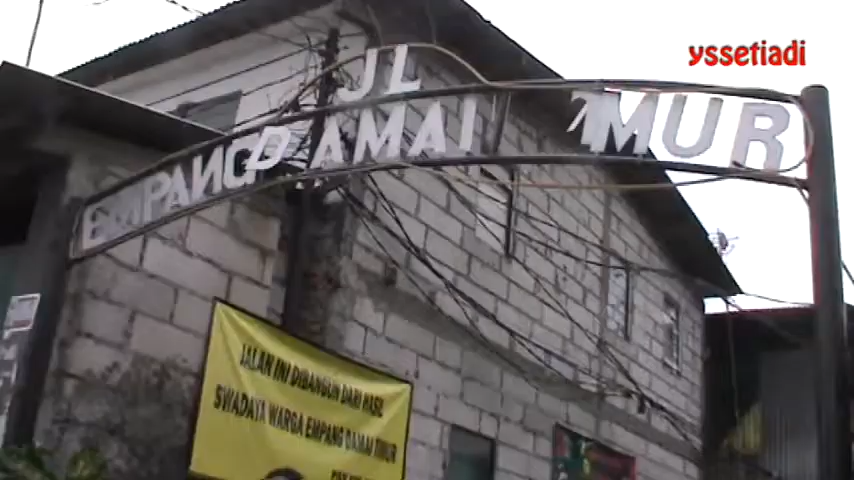 yssetiadi
JL
EMPANG DAMAI TIMUR
JALAN INI DIBANGUN DARI HASIL
SWADAYA WARGA EMPANG DAMAI TIMUR